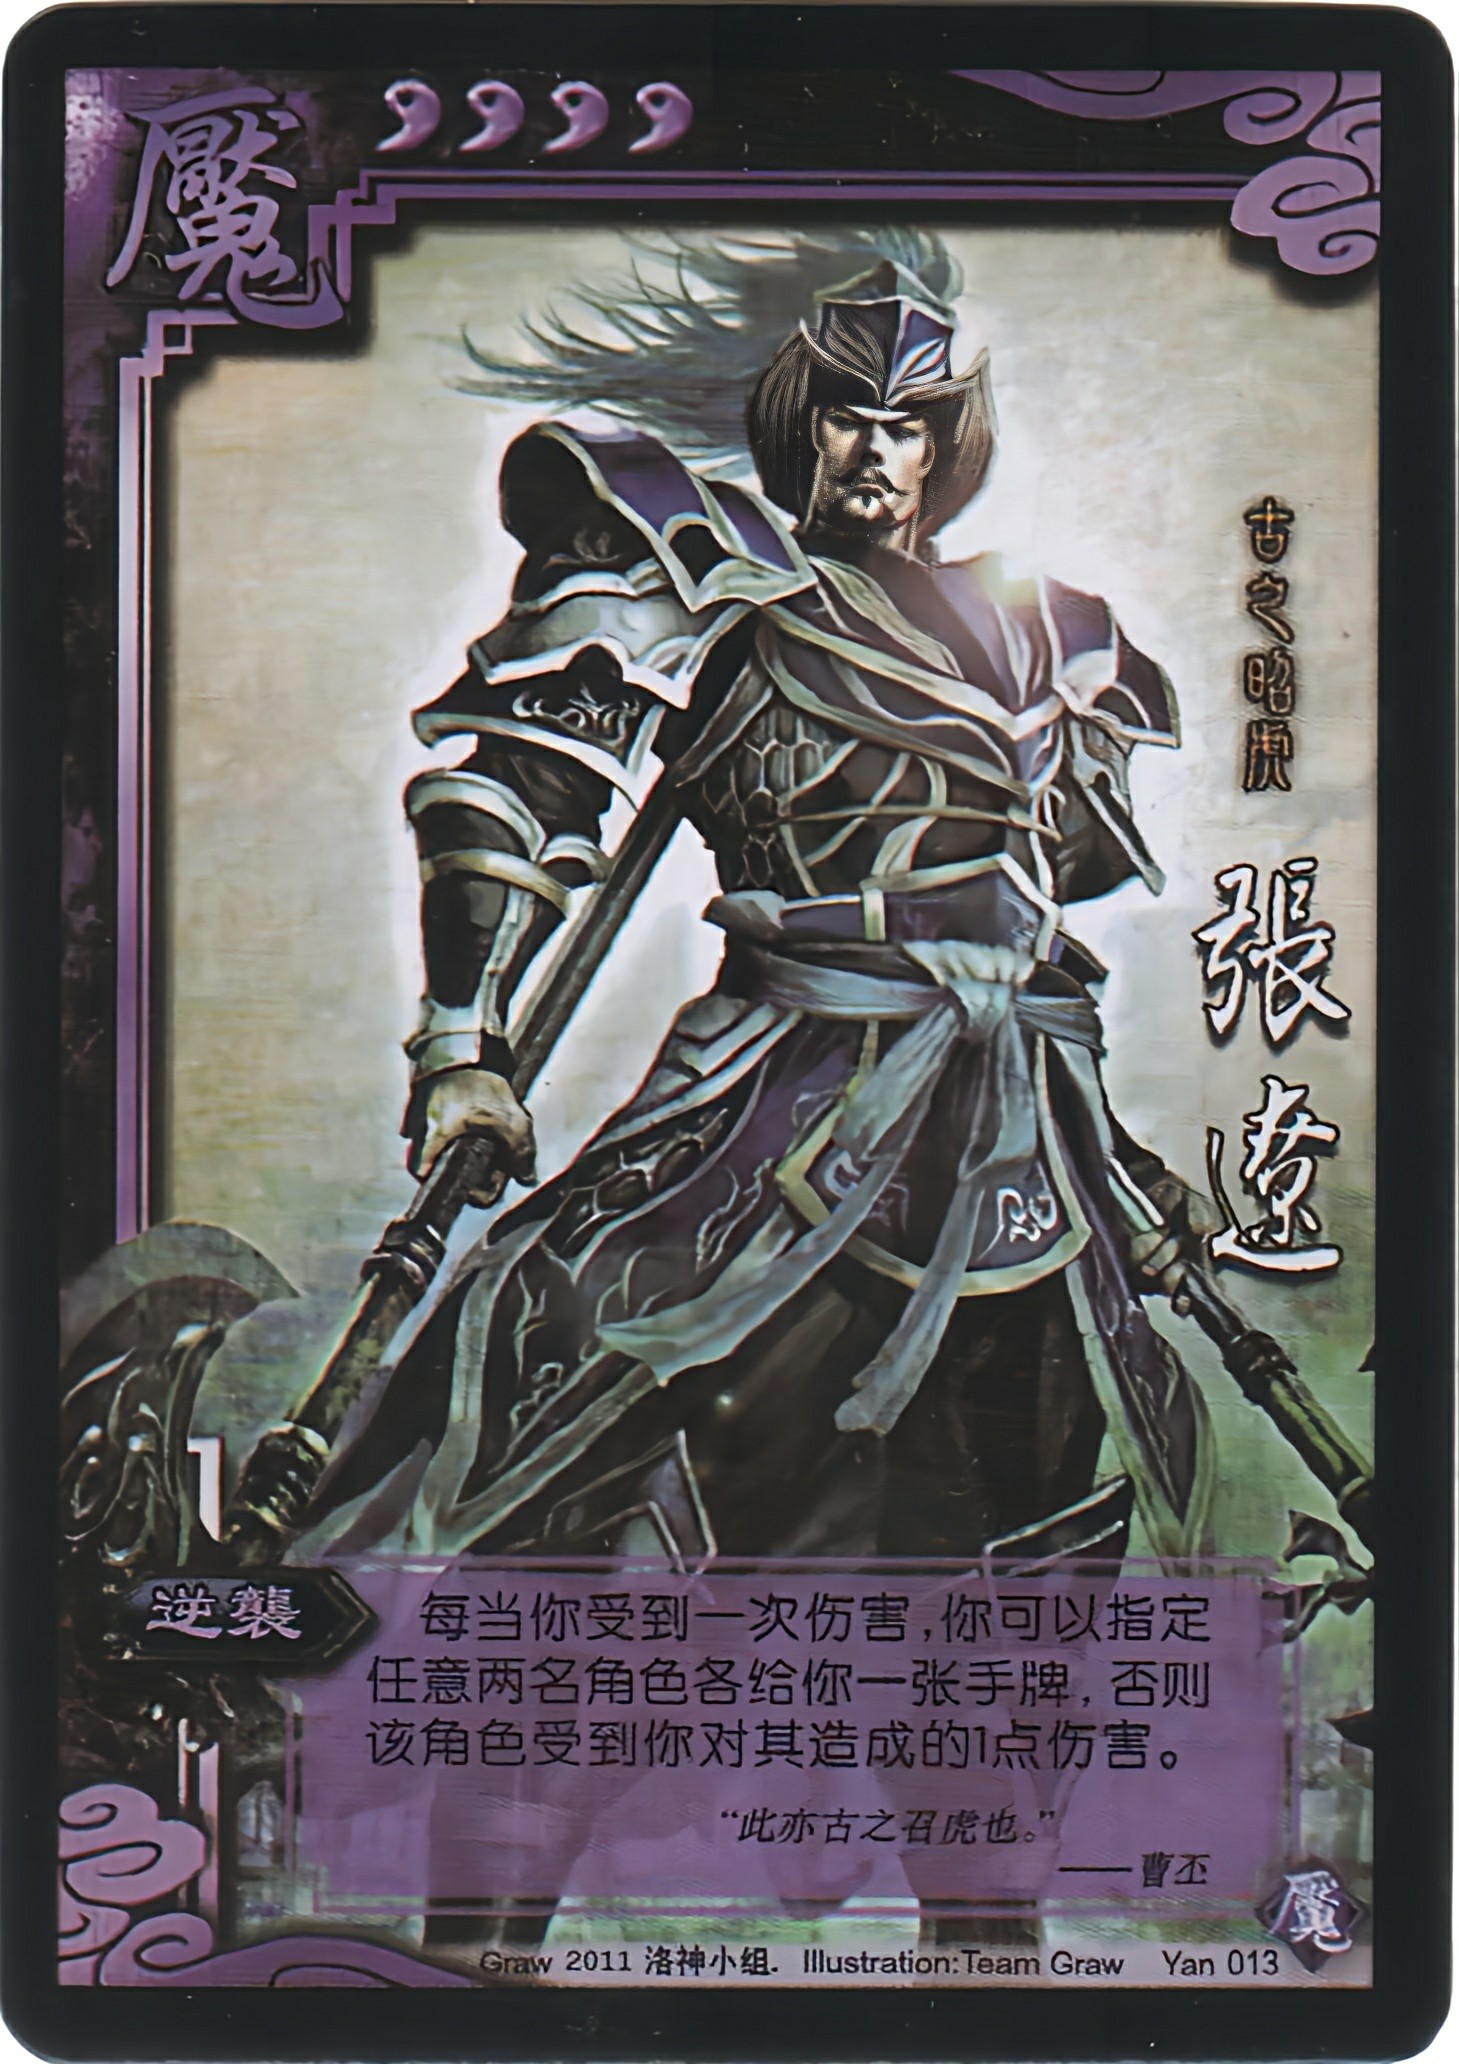 魘
古之昭虎
張遼
逆襲
每当你受到一次伤害,你可以指定
任意两名角色各给你一张手牌,否则
该角色受到你对其造成的1点伤害。
“此亦古之召虎也。”
——曹丕
魘
Graw 2011 洛神小组. Illustration:Team Graw Yan 013